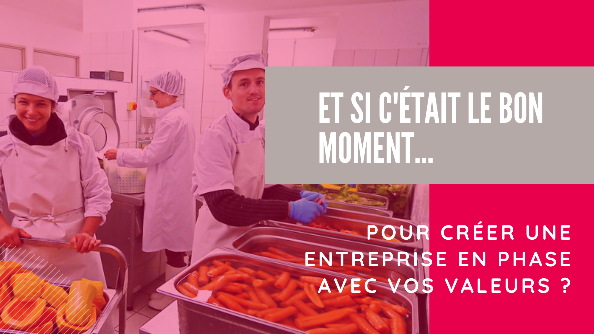 ET SI C'ÉTAIT LE BON
MOMENT...
POUR CRÉER UNE
ENTREPRISE EN PHASE
AVEC VOS VALEURS ?